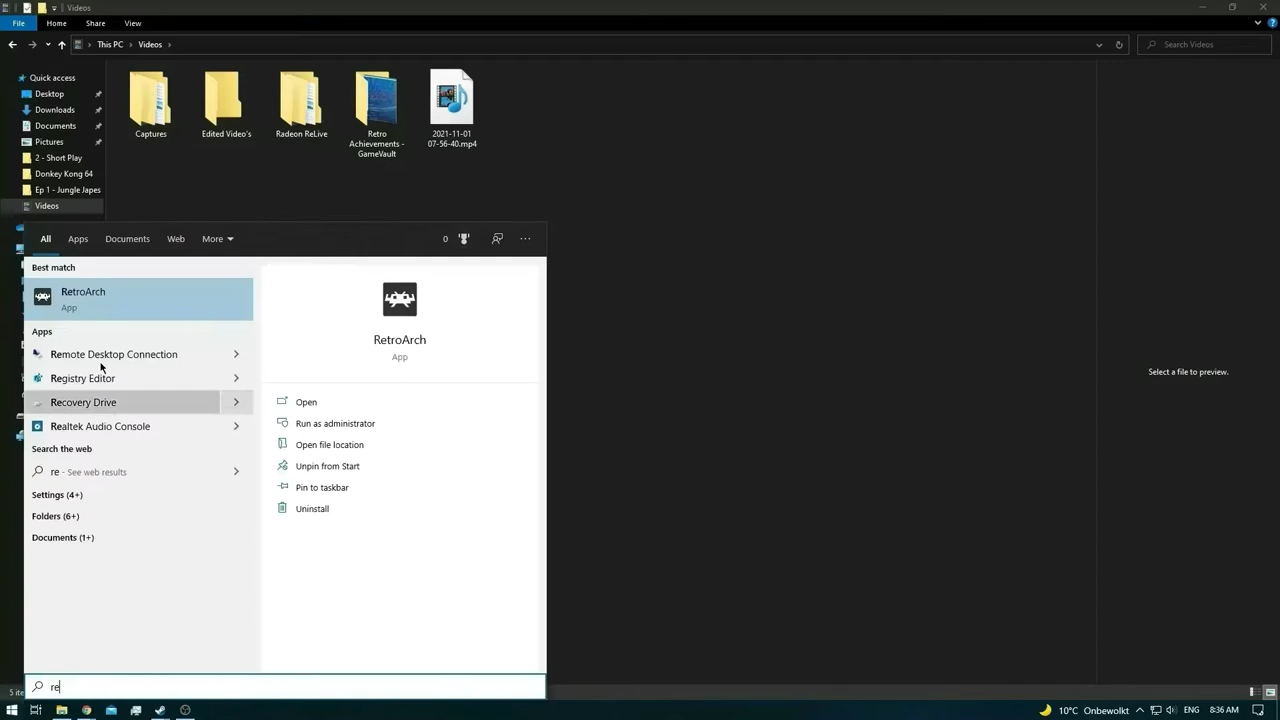 Videos
File
Home
Share
View
This PC
Videos
Search Videos
Quick access
Desktop
Downloads
Documents
Pictures
2 - Short Play
Donkey Kong 64
Ep 1 - Jungle Japes
Videos
Captures
Edited Video's
Radeon ReLive
Retro
Achievements -
GameVault
2021-11-01
07-56-40.mp4
All
Apps
Documents
Web
More
0
Best match
RetroArch
App
Apps
Remote Desktop Connection
Registry Editor
Recovery Drive
Realtek Audio Console
Search the web
re - See web results
Settings (4+)
Folders (6+)
Documents (1+)
RetroArch
App
Open
Run as administrator
Open file location
Unpin from Start
Pin to taskbar
Uninstall
Select a file to preview.
re
5 ite
10°C Onbewolkt
ENG
8:36 AM